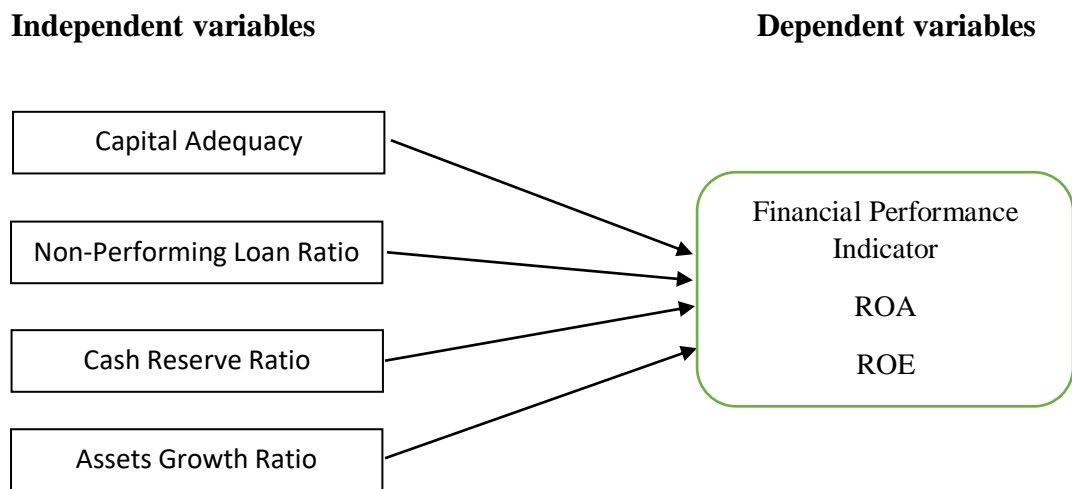 Independent variables
Dependent variables
Capital Adequacy
Non-Performing Loan Ratio
Cash Reserve Ratio
Assets Growth Ratio
Financial Performance
Indicator
ROA
ROE